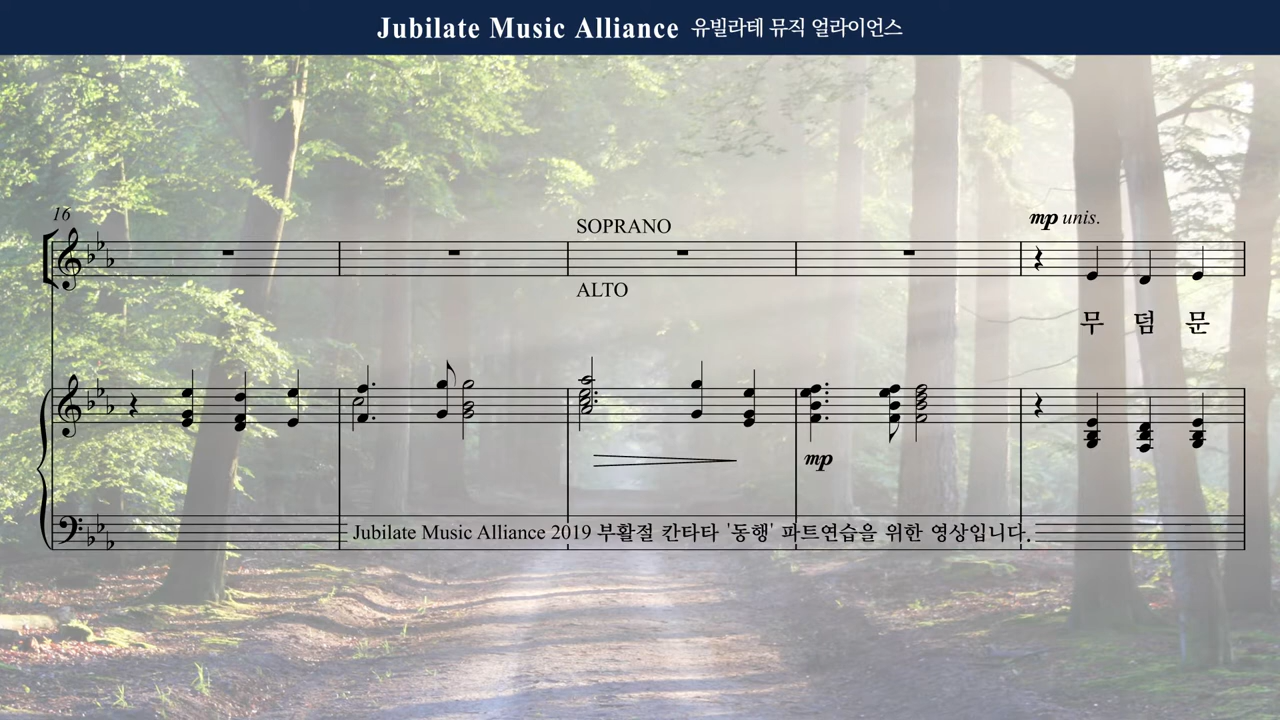 Jubilate Music Alliance 유빌라테 뮤직 얼라이언스
16
SOPRANO
mp unis.
ALTO
무 덤 문
mp
Jubilate Music Alliance 2019 부활절 칸타타 '동행' 파트연습을 위한 영상입니다.